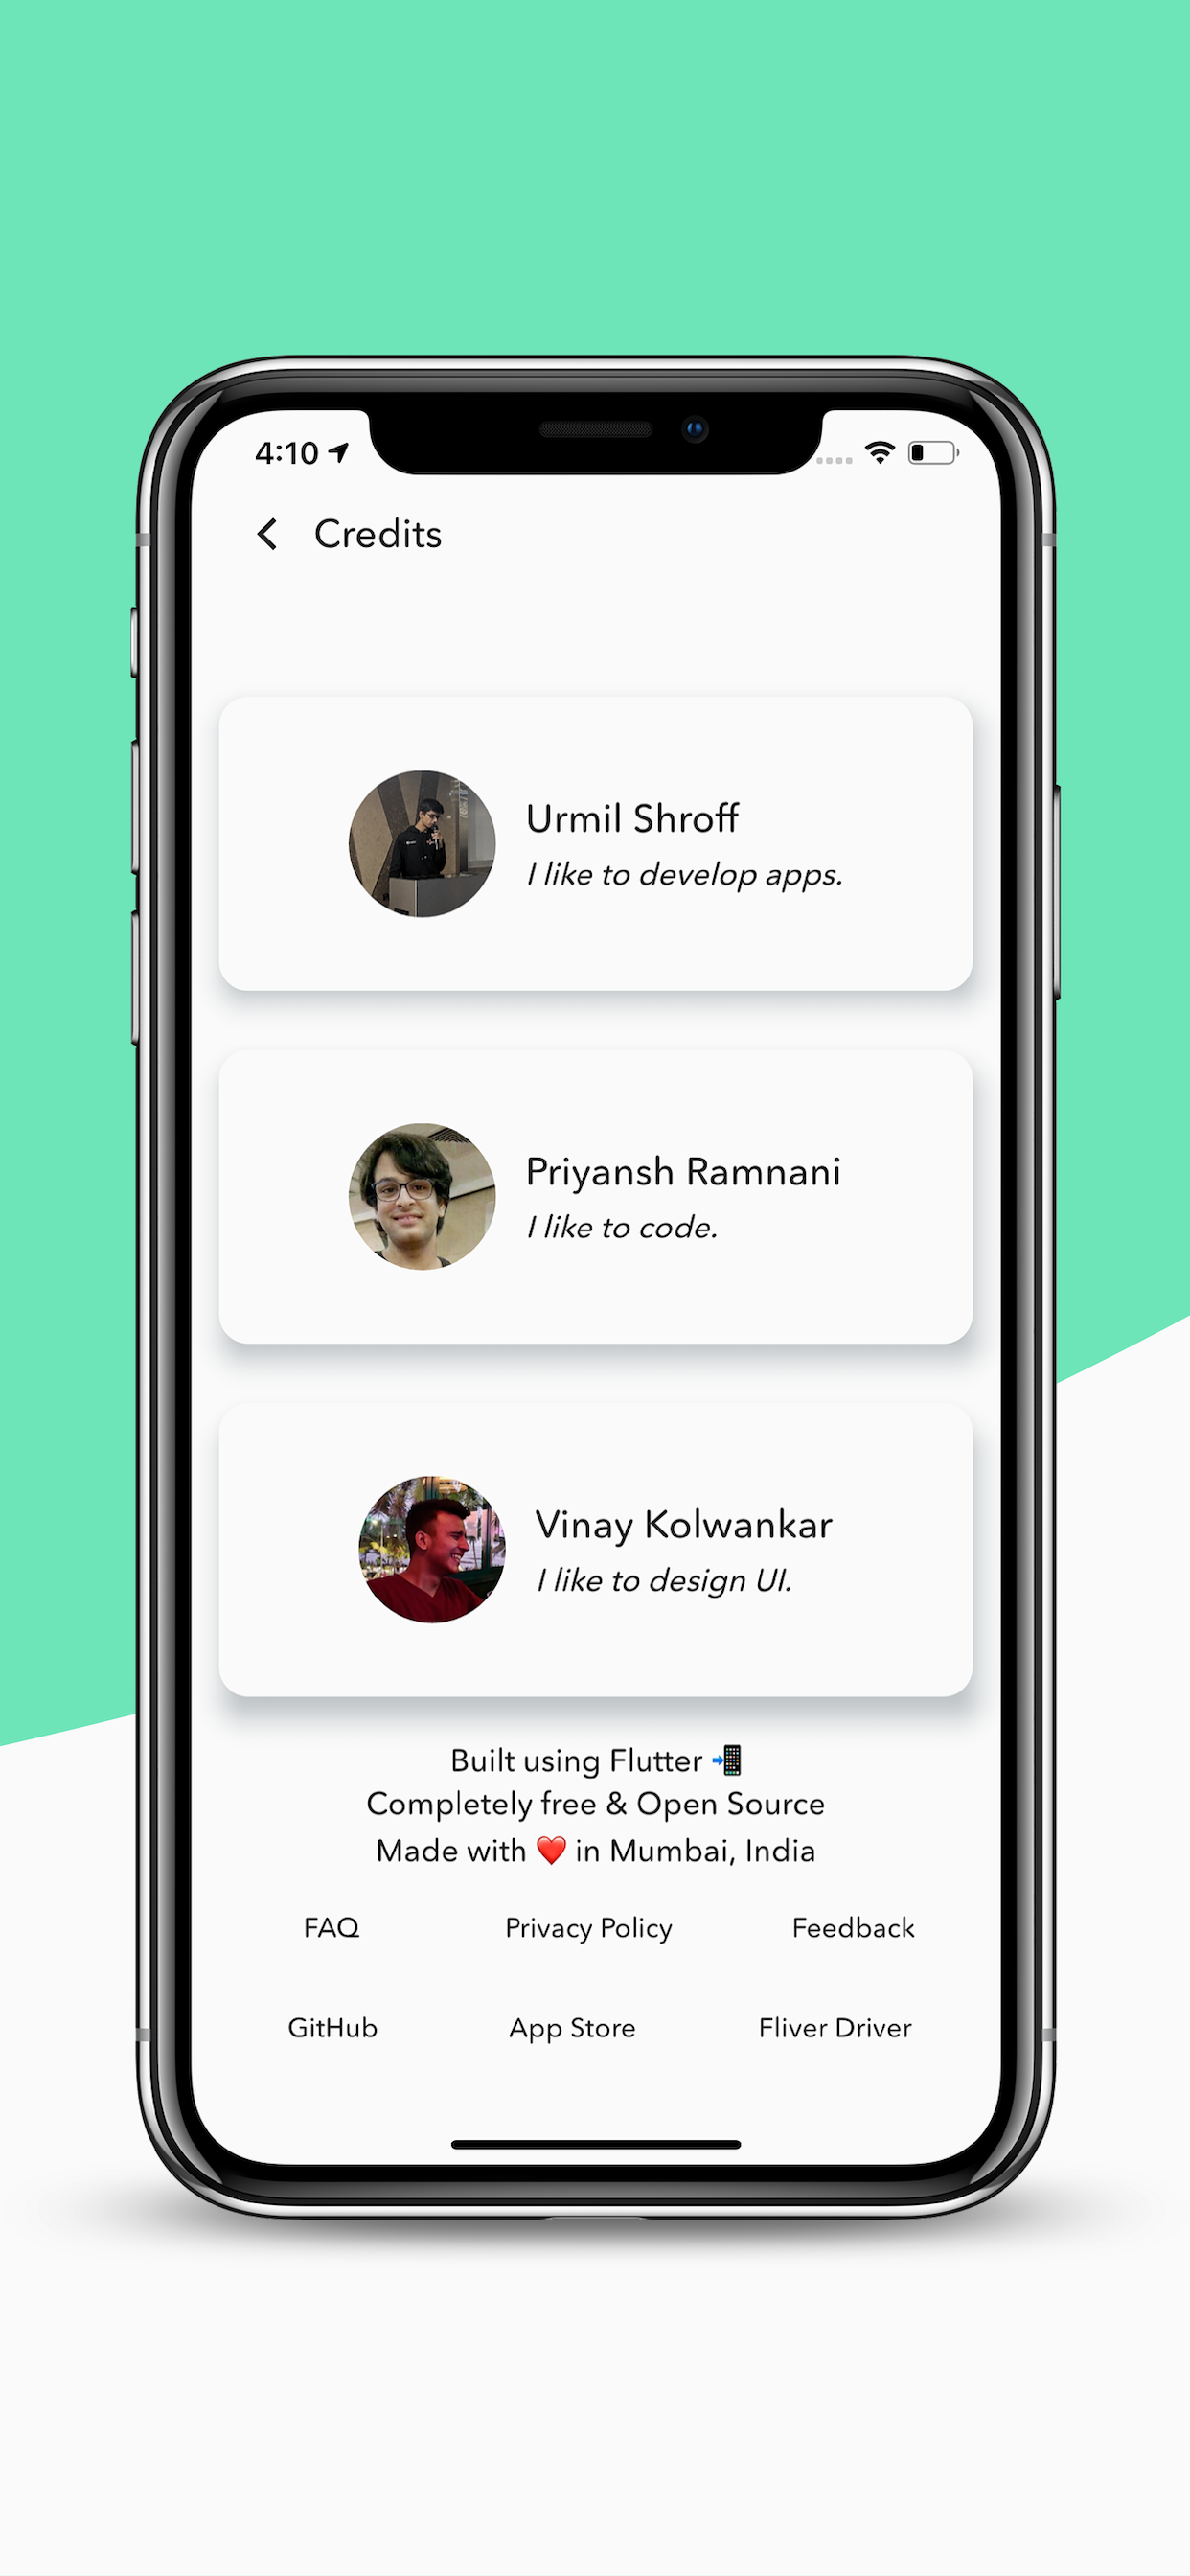 4:10
Credits
Urmil Shroff
I like to develop apps.
Priyansh Ramnani
I like to code.
Vinay Kolwankar
I like to design UI.
Built using Flutter 📲
Completely free & Open Source
Made with ❤️ in Mumbai, India
FAQ Privacy Policy Feedback
GitHub App Store Fliver Driver